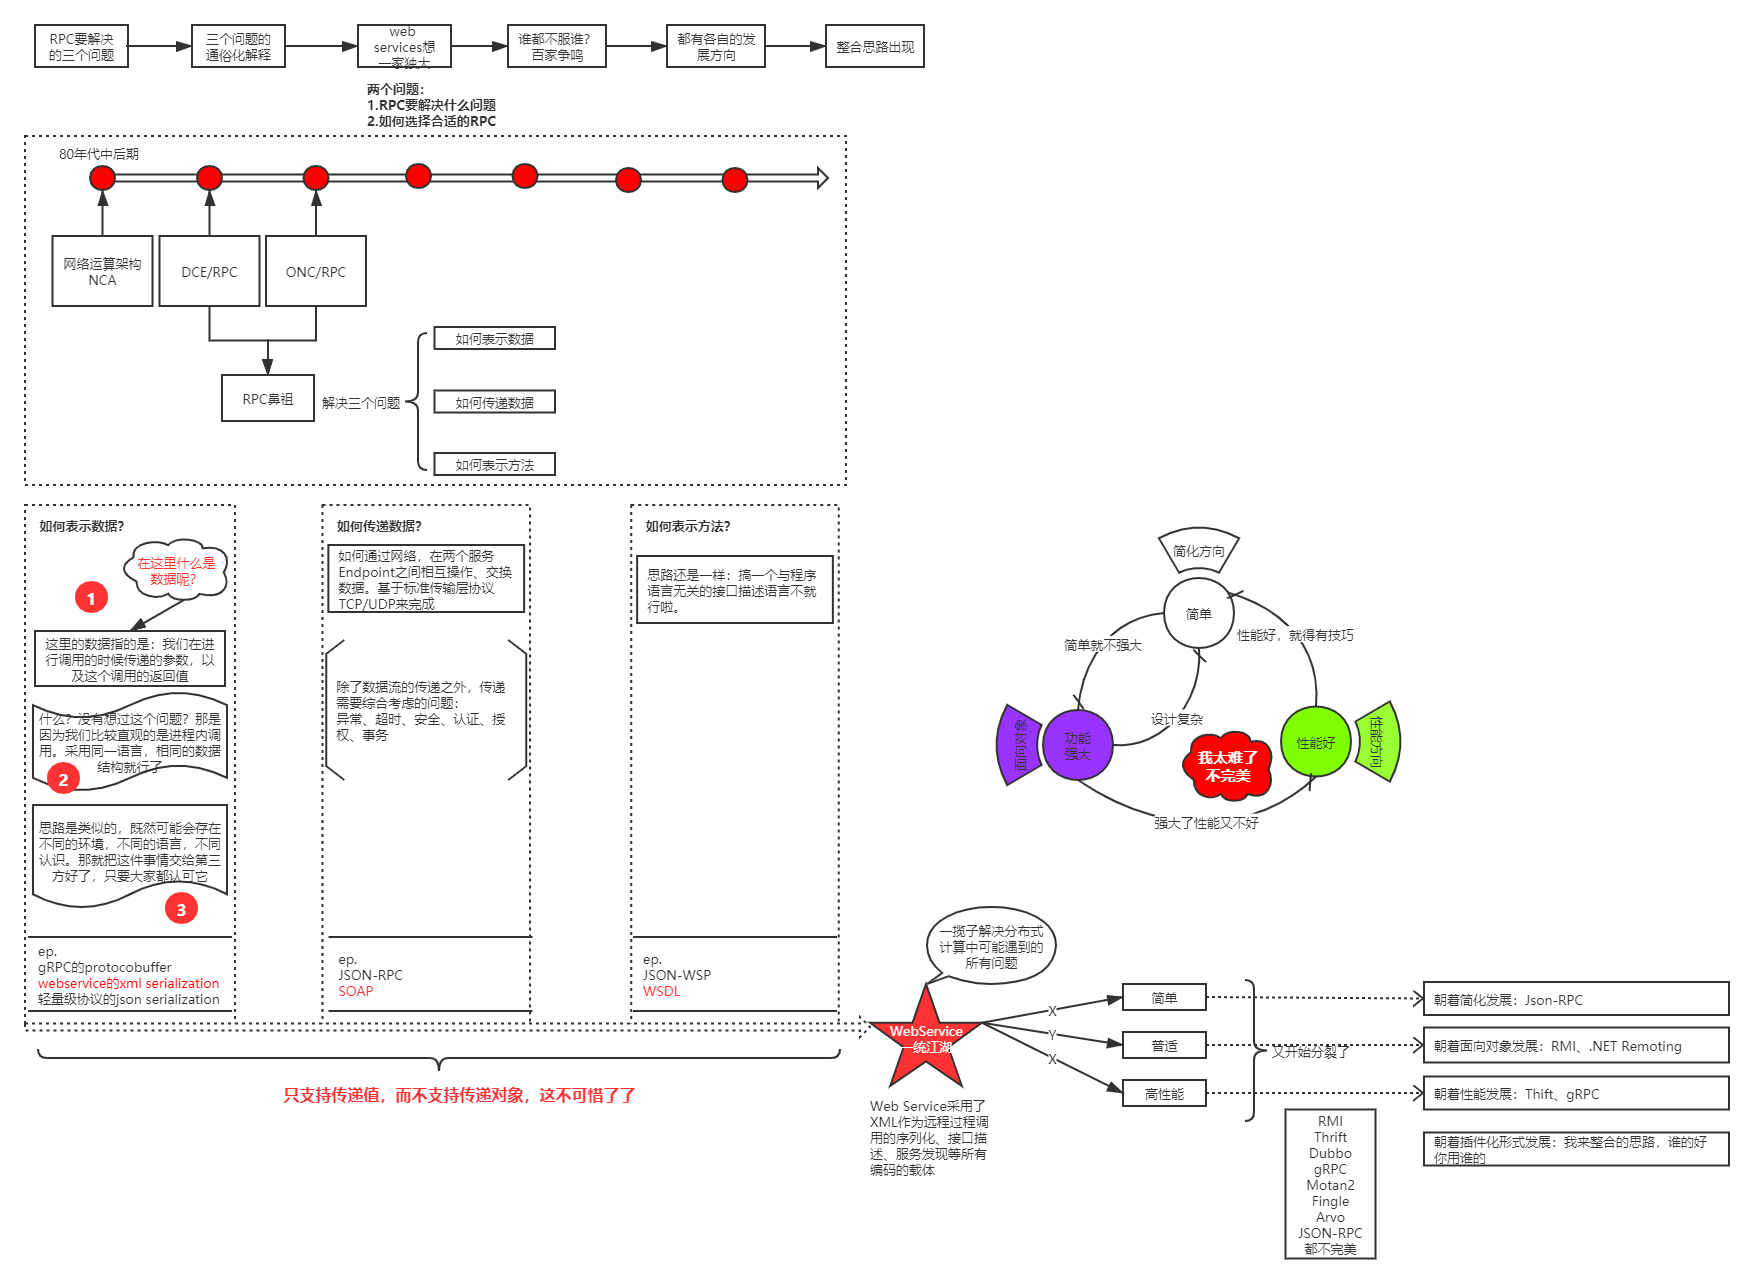 RPC要解决
的三个问题
三个问题的
通俗化解释
web
services想
一家独大
谁都不服谁?
百家争鸣
都有各自的发
展方向
整合思路出现
两个问题:
1.RPC要解决什么问题
2.如何选择合适的RPC
80年代中后期
网络运算架构
NCA
DCE/RPC
ONC/RPC
RPC鼻祖
解决三个问题
如何表示数据
如何传递数据
如何表示方法
如何表示数据?
在这里什么是
数据呢?
1
这里的数据指的是: 我们在进
行调用的时候传递的参数, 以
及这个调用的返回值
什么? 没有想过这个问题? 那是
因为我们比较直观的是进程内调
用。采用同一语言, 相同的数据
结构就行了
2
思路是类似的, 既然可能会存在
不同的环境, 不同的语言, 不同
认识。那就把这件事情交给第三
方好了, 只要大家都认可它
3
ep.
gRPC的protocobuffer
webservice的xml serialization
轻量级协议的json serialization
如何传递数据?
如何通过网络, 在两个服务
Endpoint之间相互操作、交换
数据。基于标准传输层协议
TCP/UDP来完成
除了数据流的传递之外, 传递
需要综合考虑的问题:
异常、超时、安全、认证、授
权、事务
ep.
JSON-RPC
SOAP
如何表示方法?
思路还是一样: 搞一个与程序
语言无关的接口描述语言不就
行啦。
ep.
JSON-WSP
WSDL
只支持传递值, 而不支持传递对象, 这不可惜了了
简化方向
简单
简单就不强大
性能好, 就得有技巧
面向对象
功能
强大
设计复杂
我太难了
不完美
性能好
性能方向
强大了性能又不好
一揽子解决分布式
计算中可能遇到的
所有问题
WebService
一统江湖
Web Service采用了
XML作为远程过程调
用的序列化、接口描
述、服务发现等所有
编码的载体
X
Y
X
简单
普适
高性能
又开始分裂了
朝着简化发展: Json-RPC
朝着面向对象发展: RMI、.NET Remoting
朝着性能发展: Thift、gRPC
朝着插件化形式发展: 我来整合的思路, 谁的好
你用谁的
RMI
Thrift
Dubbo
gRPC
Motan2
Fingle
Arvo
JSON-RPC
都不完美